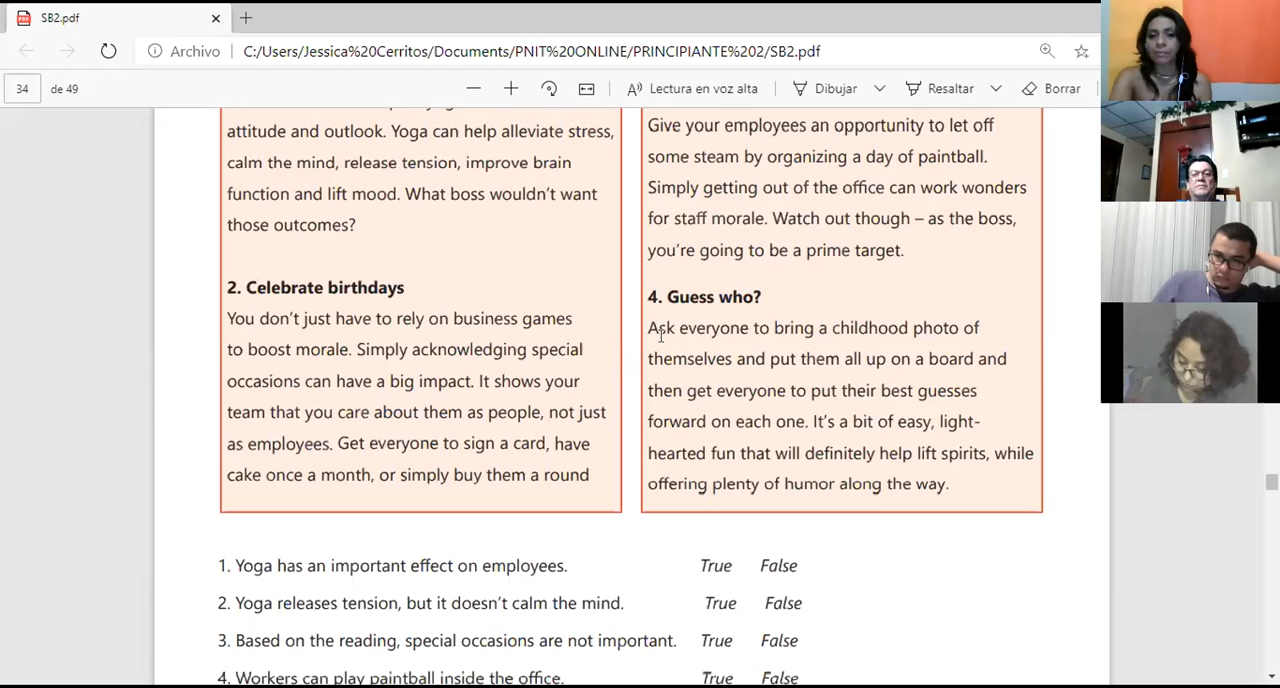 SB2.pdf
Archivo
C:/Users/Jessica%20Cerritos/Documents/PNIT%20ONLINE/PRINCIPIANTE%202/SB2.pdf
34 de 49
Lectura en voz alta
Dibujar
Resaltar
Borrar
attitude and outlook. Yoga can help alleviate stress,
calm the mind, release tension, improve brain
function and lift mood. What boss wouldn't want
those outcomes?
2. Celebrate birthdays
You don't just have to rely on business games
to boost morale. Simply acknowledging special
occasions can have a big impact. It shows your
team that you care about them as people, not just
as employees. Get everyone to sign a card, have
cake once a month, or simply buy them a round
Give your employees an opportunity to let off
some steam by organizing a day of paintball.
Simply getting out of the office can work wonders
for staff morale. Watch out though – as the boss,
you're going to be a prime target.
4. Guess who?
Ask everyone to bring a childhood photo of
themselves and put them all up on a board and
then get everyone to put their best guesses
forward on each one. It's a bit of easy, light-
hearted fun that will definitely help lift spirits, while
offering plenty of humor along the way.
1. Yoga has an important effect on employees. True False
2. Yoga releases tension, but it doesn't calm the mind. True False
3. Based on the reading, special occasions are not important. True False
4. Workers can play paintball inside the office. True False